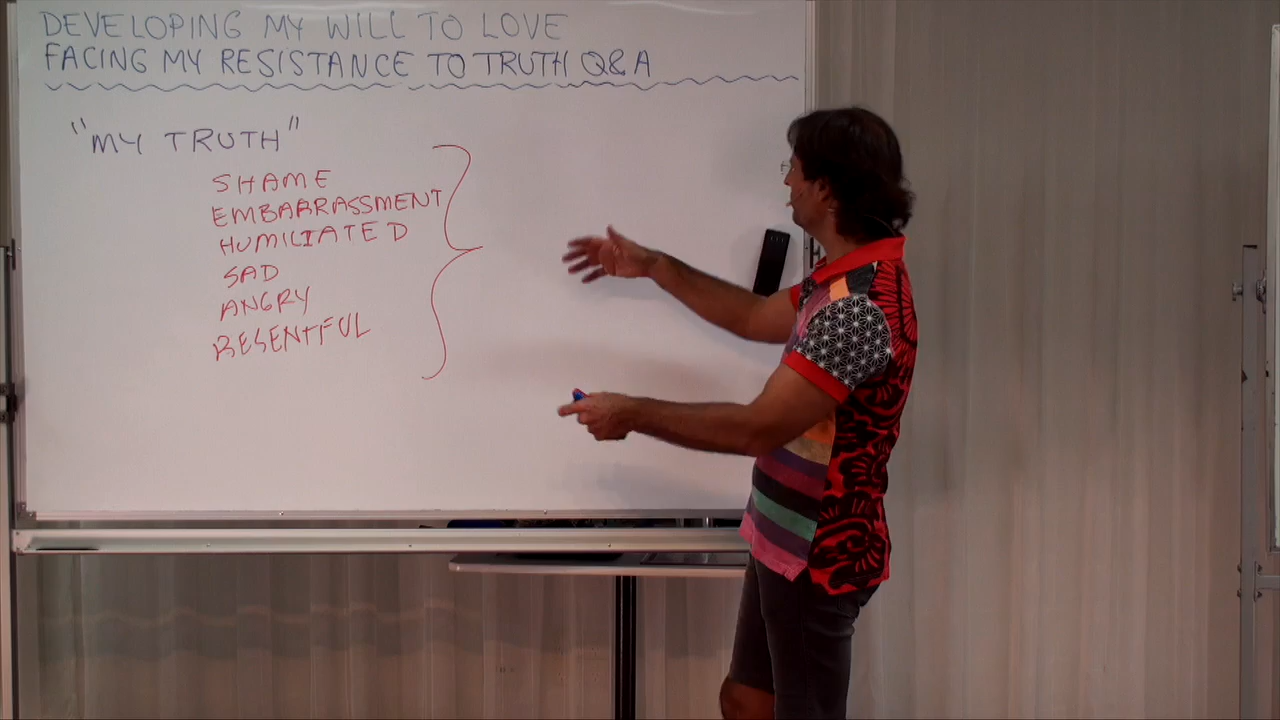 DEVELOPING MY WILL TO LOVE
FACING MY RESISTANCE TO TRUTH Q&A
"MY TRUTH"
SHAME
EMBARRASSMENT
HUMILIATED
SAD
ANGRY
RESENTFUL